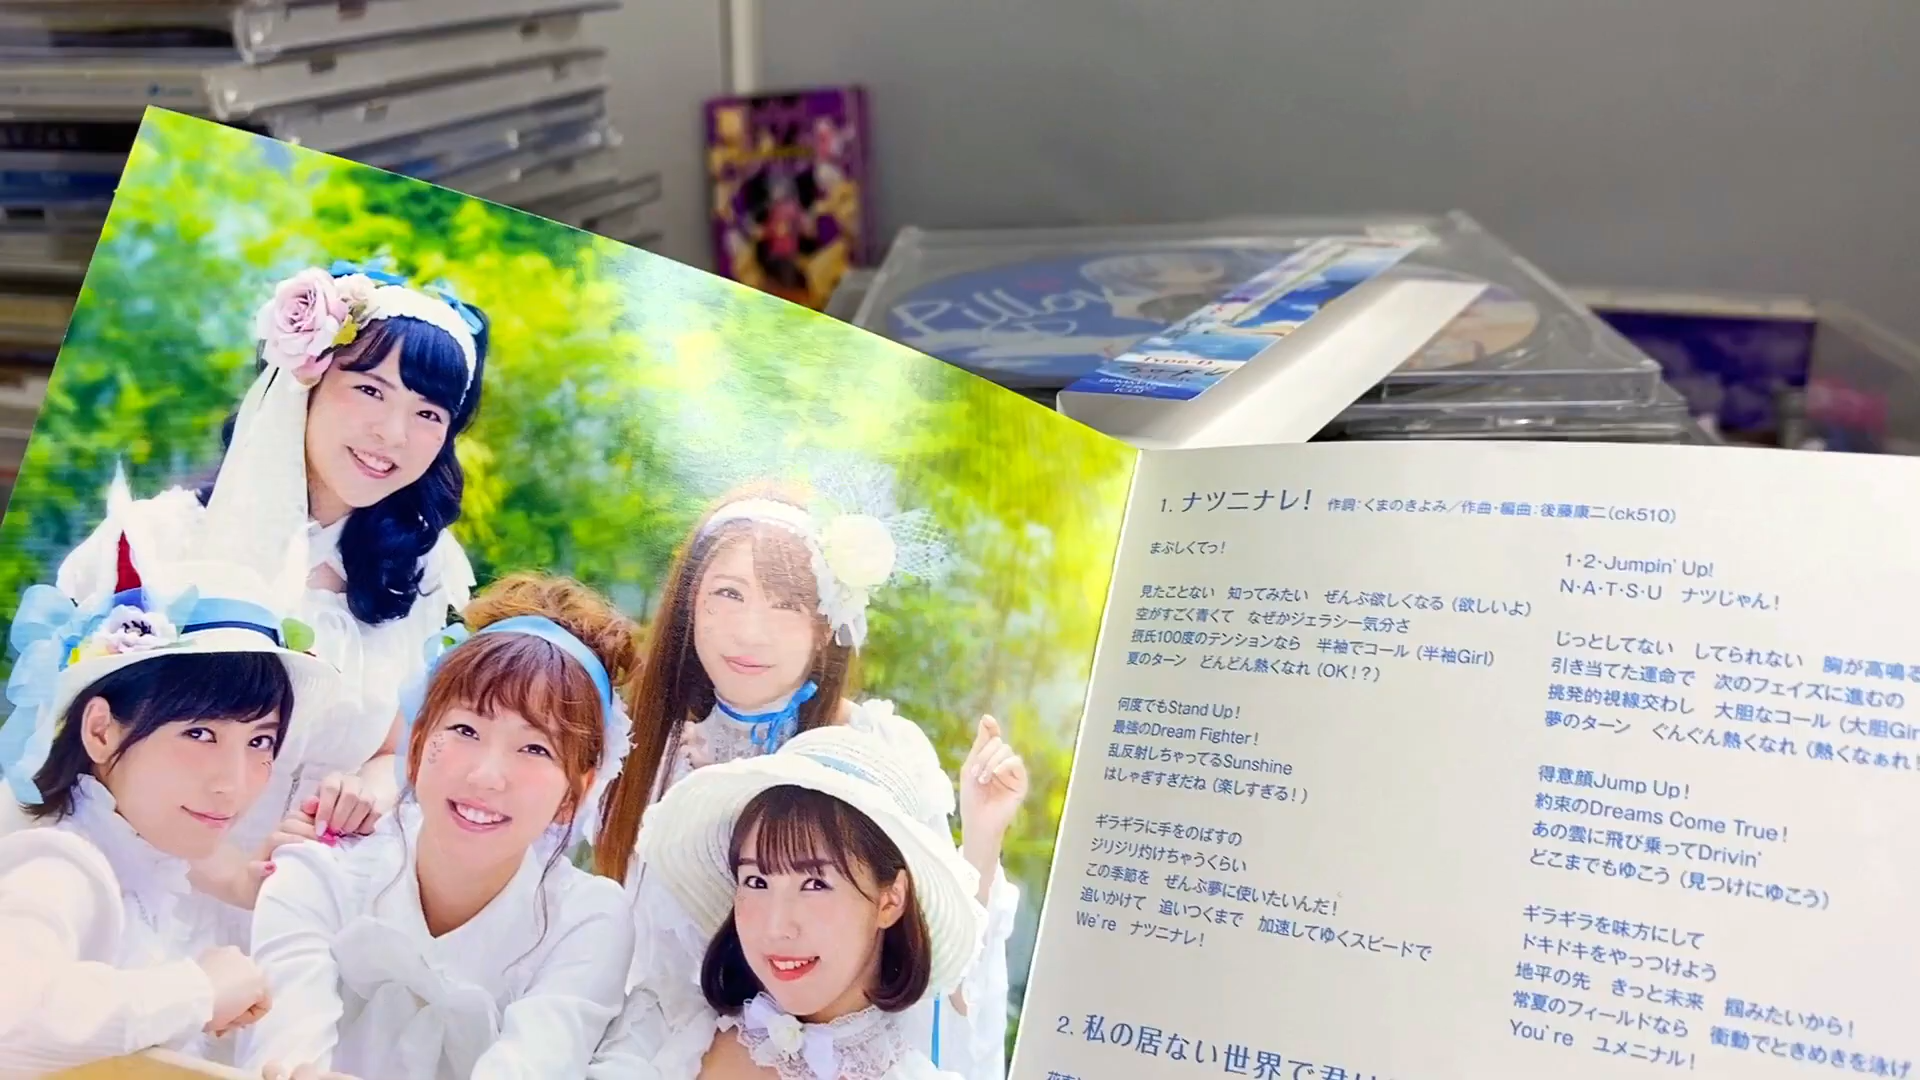 Pillow
Type-D
1. ナツニナレ! 作詞:くまのきよみ/作曲・編曲:後藤康二(ck510)
まぶしくてっ!
見たことない 知ってみたい ぜんぶ欲しくなる(欲しいよ)
空がすごく青くて なぜかジェラシー気分さ
摂氏100度のテンションなら 半袖でコール(半袖Girl)
夏のターン どんどん熱くなれ(OK!?)
何度でもStand Up!
最強のDream Fighter!
乱反射しちゃってるSunshine
はしゃぎすぎだね(楽しすぎる!)
ギラギラに手をのばすの
ジリジリ灼けちゃうくらい
この季節を ぜんぶ夢に使いたいんだ!
追いかけて 追いつくまで 加速してゆくスピードで
We're ナツニナレ!
1・2・Jumpin' Up!
N・A・T・S・U ナツじゃん!
じっとしてない してられない 胸が高鳴る
引き当てた運命で 次のフェイズに進むの
挑発的視線交わし 大胆なコール(大胆Gir
夢のターン ぐんぐん熱くなれ(熱くなぁれ!
得意顔Jump Up!
約束のDreams Come True!
あの雲に飛び乗ってDrivin'
どこまでもゆこう(見つけにゆこう)
ギラギラを味方にして
ドキドキをやっつけよう
地平の先 きっと未来 掴みたいから!
常夏のフィールドなら 衝動でときめきを泳げ
You're ユメニナル!
2. 私の居ない世界で君は